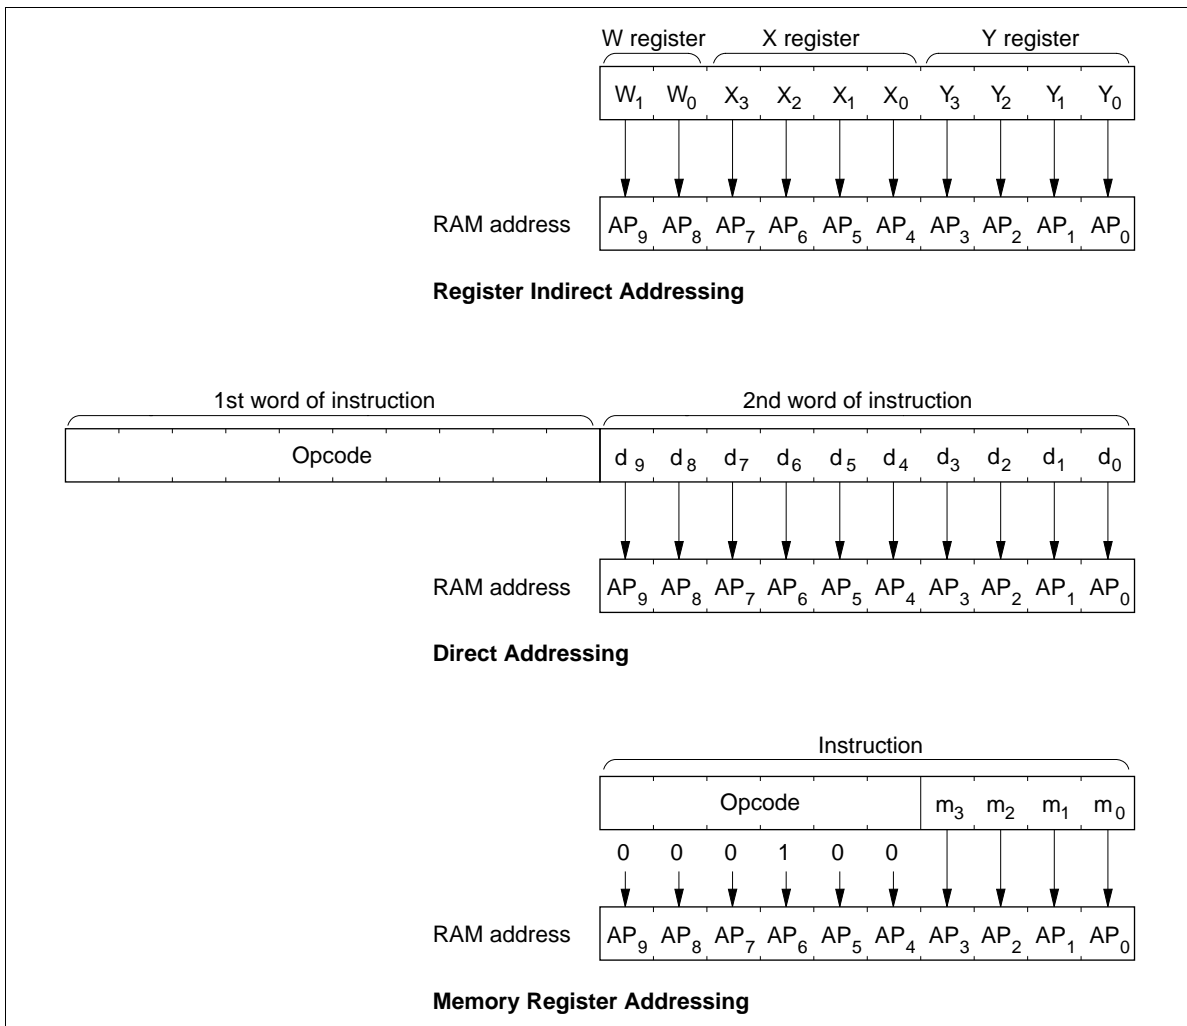 W register X register Y register
W1 W0 X3 X2 X1 X0 Y3 Y2 Y1 Y0
RAM address AP9 AP8 AP7 AP6 AP5 AP4 AP3 AP2 AP1 AP0
Register Indirect Addressing
1st word of instruction 2nd word of instruction
Opcode d9 d8 d7 d6 d5 d4 d3 d2 d1 d0
RAM address AP9 AP8 AP7 AP6 AP5 AP4 AP3 AP2 AP1 AP0
Direct Addressing
Instruction
Opcode m3 m2 m1 m0
0 0 0 1 0 0
RAM address AP9 AP8 AP7 AP6 AP5 AP4 AP3 AP2 AP1 AP0
Memory Register Addressing